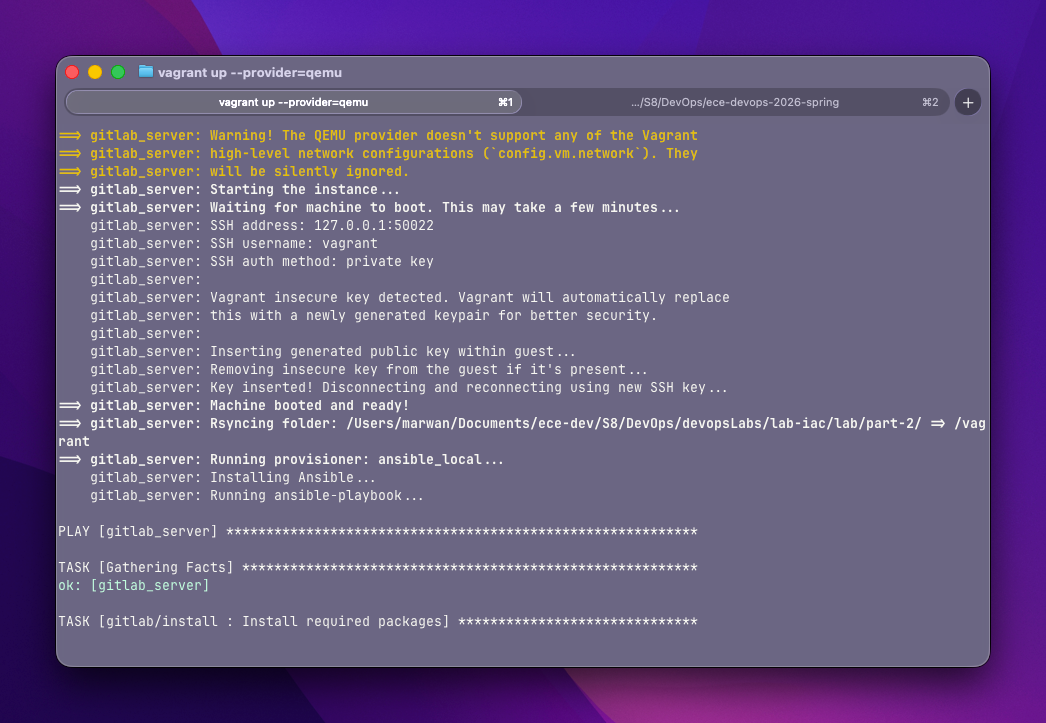 vagrant up --provider=qemu
vagrant up --provider=qemu ⌘1 .../S8/DevOps/ece-devops-2026-spring ⌘2 +
==> gitlab_server: Warning! The QEMU provider doesn't support any of the Vagrant
==> gitlab_server: high-level network configurations (`config.vm.network`). They
==> gitlab_server: will be silently ignored.
==> gitlab_server: Starting the instance...
==> gitlab_server: Waiting for machine to boot. This may take a few minutes...
    gitlab_server: SSH address: 127.0.0.1:50022
    gitlab_server: SSH username: vagrant
    gitlab_server: SSH auth method: private key
    gitlab_server:
    gitlab_server: Vagrant insecure key detected. Vagrant will automatically replace
    gitlab_server: this with a newly generated keypair for better security.
    gitlab_server:
    gitlab_server: Inserting generated public key within guest...
    gitlab_server: Removing insecure key from the guest if it's present...
    gitlab_server: Key inserted! Disconnecting and reconnecting using new SSH key...
==> gitlab_server: Machine booted and ready!
==> gitlab_server: Rsyncing folder: /Users/marwan/Documents/ece-dev/S8/DevOps/devopsLabs/lab-iac/lab/part-2/ => /vag
rant
==> gitlab_server: Running provisioner: ansible_local...
    gitlab_server: Installing Ansible...
    gitlab_server: Running ansible-playbook...
PLAY [gitlab_server] ***********************************************************
TASK [Gathering Facts] *********************************************************
ok: [gitlab_server]
TASK [gitlab/install : Install required packages] ******************************